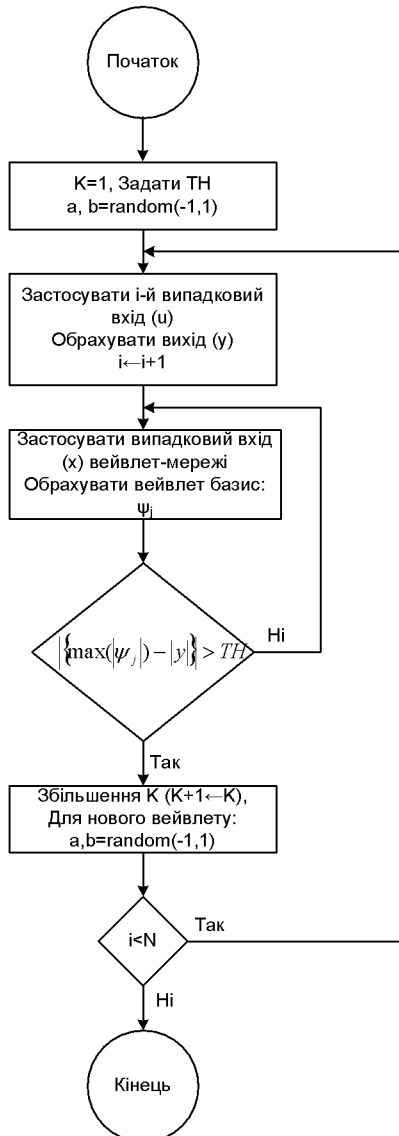 Початок
K=1, Задати TH
a, b=random(-1,1)
Застосувати і-й випадковий
вхід (u)
Обрахувати вихід (y)
i←i+1
Застосувати випадковий вхід
(x) вейвлет-мережі
Обрахувати вейвлет базис:
ψj
|{max(|ψj|)−|y|}|>TH
Ні
Так
Збільшення K (K+1←K),
Для нового вейвлету:
a,b=random(-1,1)
i<N
Так
Ні
Кінець